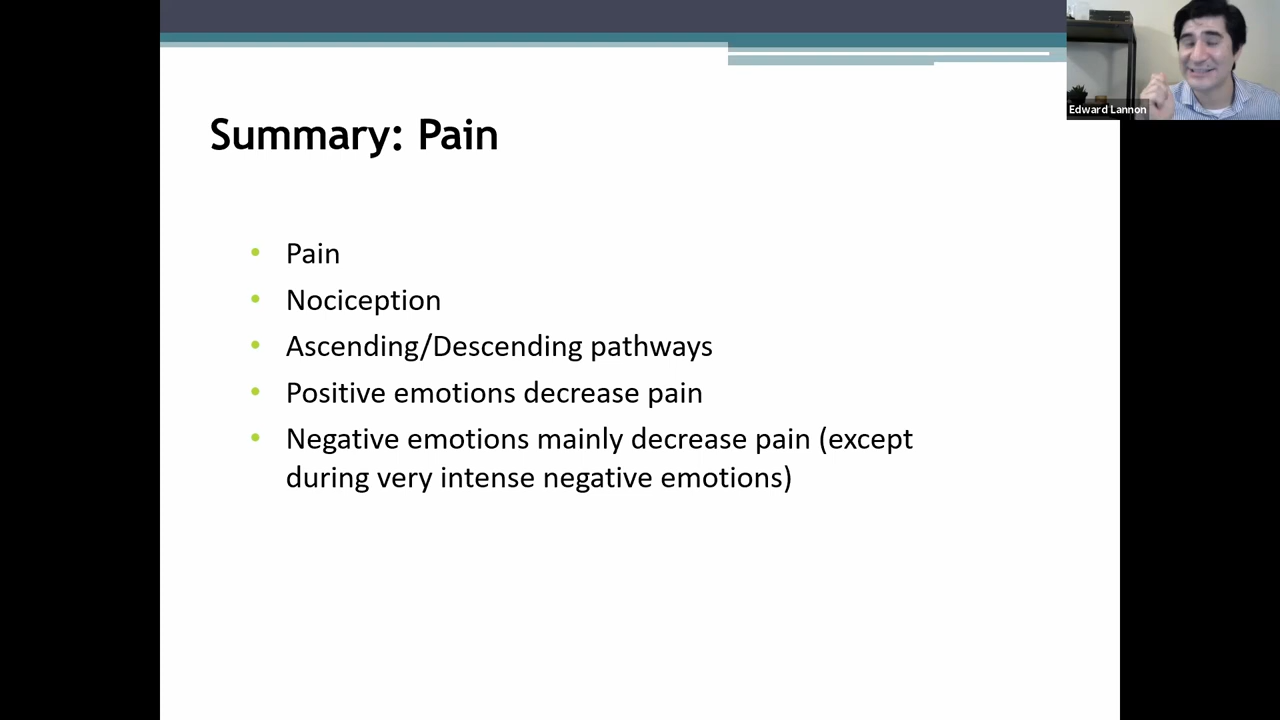 Edward Lannon
Summary: Pain
• Pain
• Nociception
• Ascending/Descending pathways
• Positive emotions decrease pain
• Negative emotions mainly decrease pain (except
during very intense negative emotions)